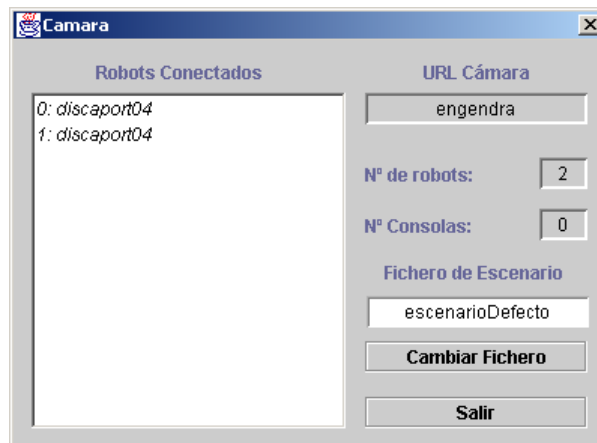 Camara
Robots Conectados
0: discaport04
1: discaport04
URL Cámara
engendra
Nº de robots:
2
Nº Consolas:
0
Fichero de Escenario
escenarioDefecto
Cambiar Fichero
Salir